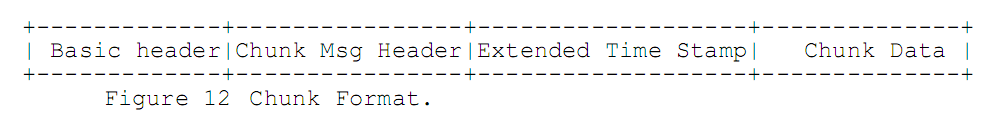 +-------------+----------------+-------------------+--------------+
| Basic header|Chunk Msg Header|Extended Time Stamp|   Chunk Data |
+-------------+----------------+-------------------+--------------+
Figure 12 Chunk Format.